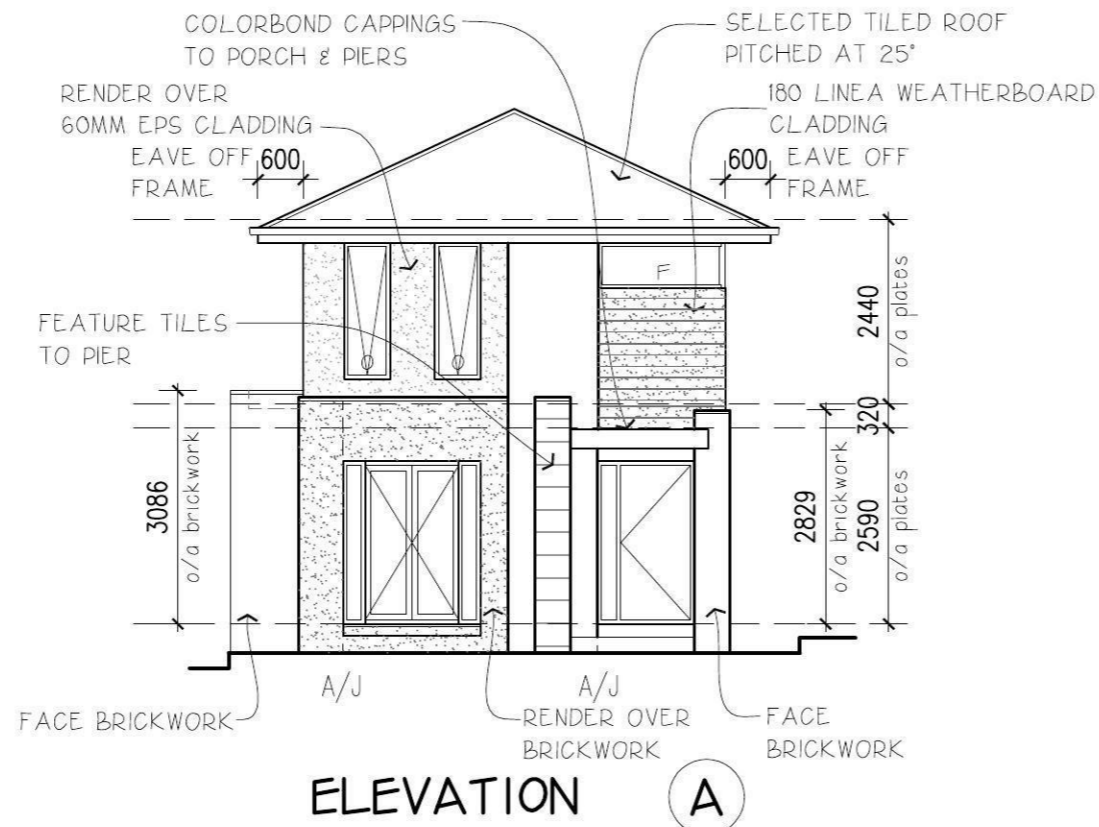 COLORBOND CAPPINGS
TO PORCH & PIERS
SELECTED TILED ROOF
PITCHED AT 25°
RENDER OVER
60MM EPS CLADDING
180 LINEA WEATHERBOARD
CLADDING
EAVE OFF
FRAME
600
600
EAVE OFF
FRAME
F
2440
o/a plates
FEATURE TILES
TO PIER
320
3086
o/a brickwork
2829
o/a brickwork
2590
o/a plates
A/J
A/J
FACE BRICKWORK
RENDER OVER
BRICKWORK
FACE
BRICKWORK
ELEVATION
A